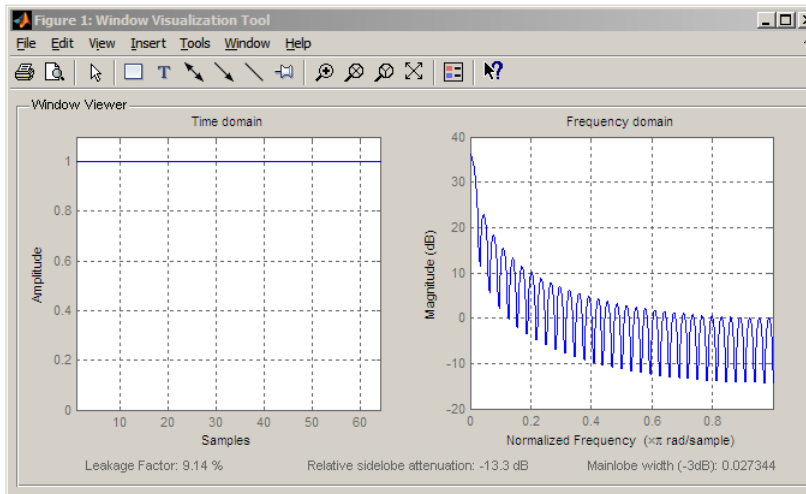 Figure 1: Window Visualization Tool
File Edit View Insert Tools Window Help
T
Window Viewer
Time domain
1
0.8
0.6
0.4
0.2
0
Amplitude
10 20 30 40 50 60
Samples
Frequency domain
40
30
20
10
0
-10
-20
Magnitude (dB)
0 0.2 0.4 0.6 0.8
Normalized Frequency (×π rad/sample)
Leakage Factor: 9.14 %
Relative sidelobe attenuation: -13.3 dB
Mainlobe width (-3dB): 0.027344